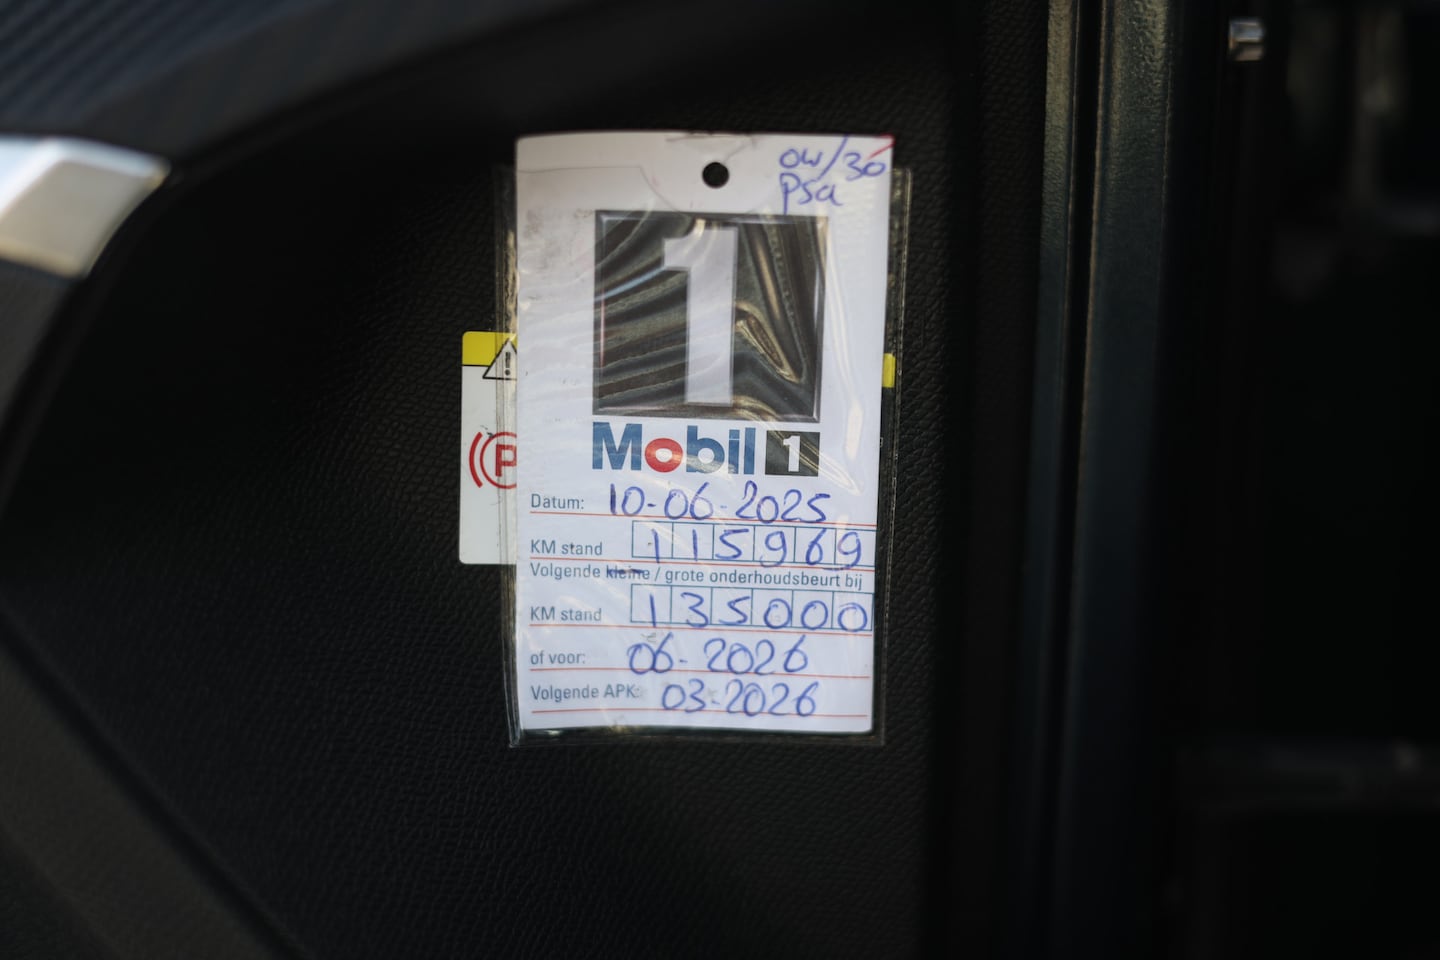 0W/30
PSA
1
Mobil 1
Datum: 10-06-2025
KM stand 115969
Volgende kleine / grote onderhoudsbeurt bij
KM stand 135000
of voor: 06-2026
Volgende APK: 03-2026
P